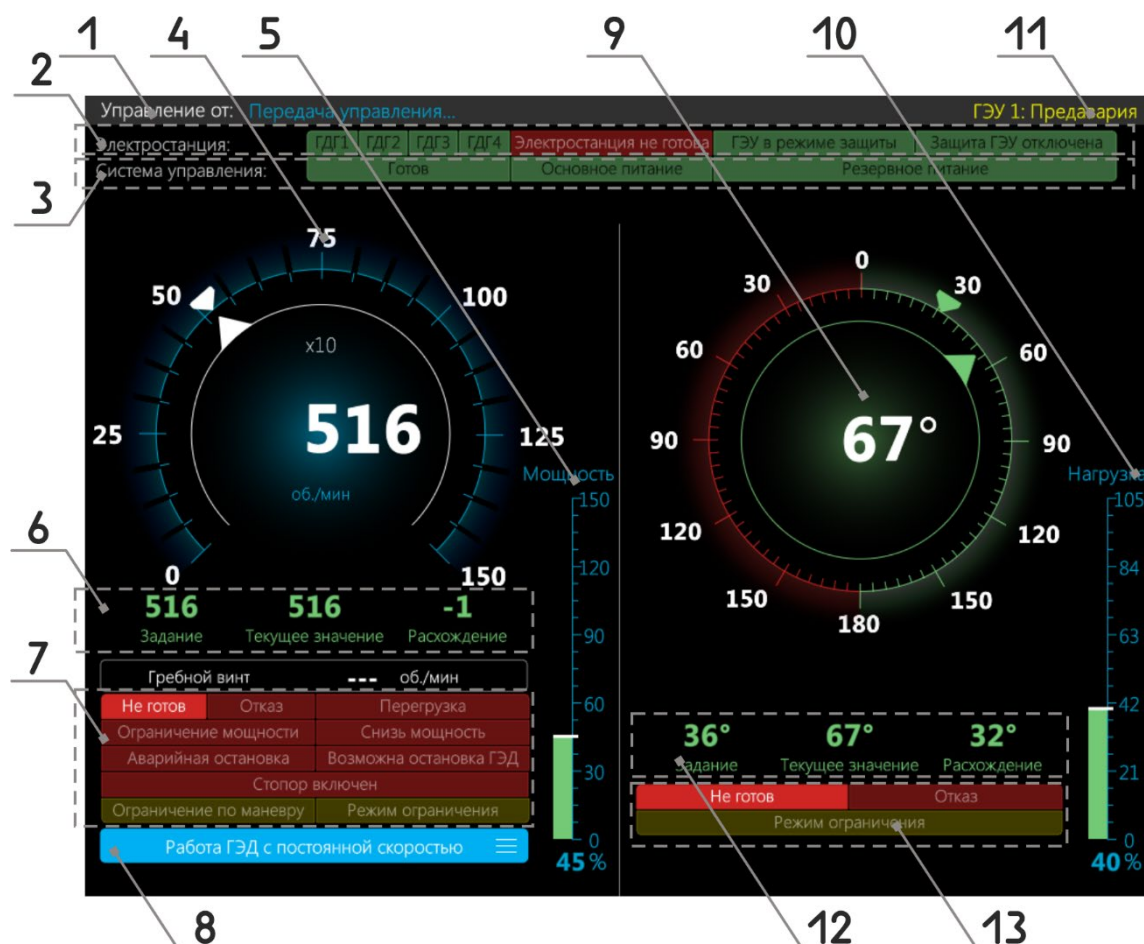 1 4 5 9 10 11
2
Управление от: Передача управления... ГЭУ 1: Предавария
Электростанция: ГДГ1 ГДГ2 ГДГ3 ГДГ4 Электростанция не готова ГЭУ в режиме защиты Защита ГЭУ отключена
Система управления: Готов Основное питание Резервное питание
3
75
50 100
25 125
0 150
x10
516
об./мин
Мощность
150
120
90
60
30
0
45 %
0
30 30
60 60
90 90
120 120
150 150
180
67°
Нагрузка
105
84
63
42
21
0
40 %
6
516 516 -1
Задание Текущее значение Расхождение
7
Гребной винт --- об./мин
Не готов Отказ Перегрузка
Ограничение мощности Снизь мощность
Аварийная остановка Возможна остановка ГЭД
Стопор включен
Ограничение по маневру Режим ограничения
Работа ГЭД с постоянной скоростью
36° 67° 32°
Задание Текущее значение Расхождение
Не готов Отказ
Режим ограничения
8 12 13